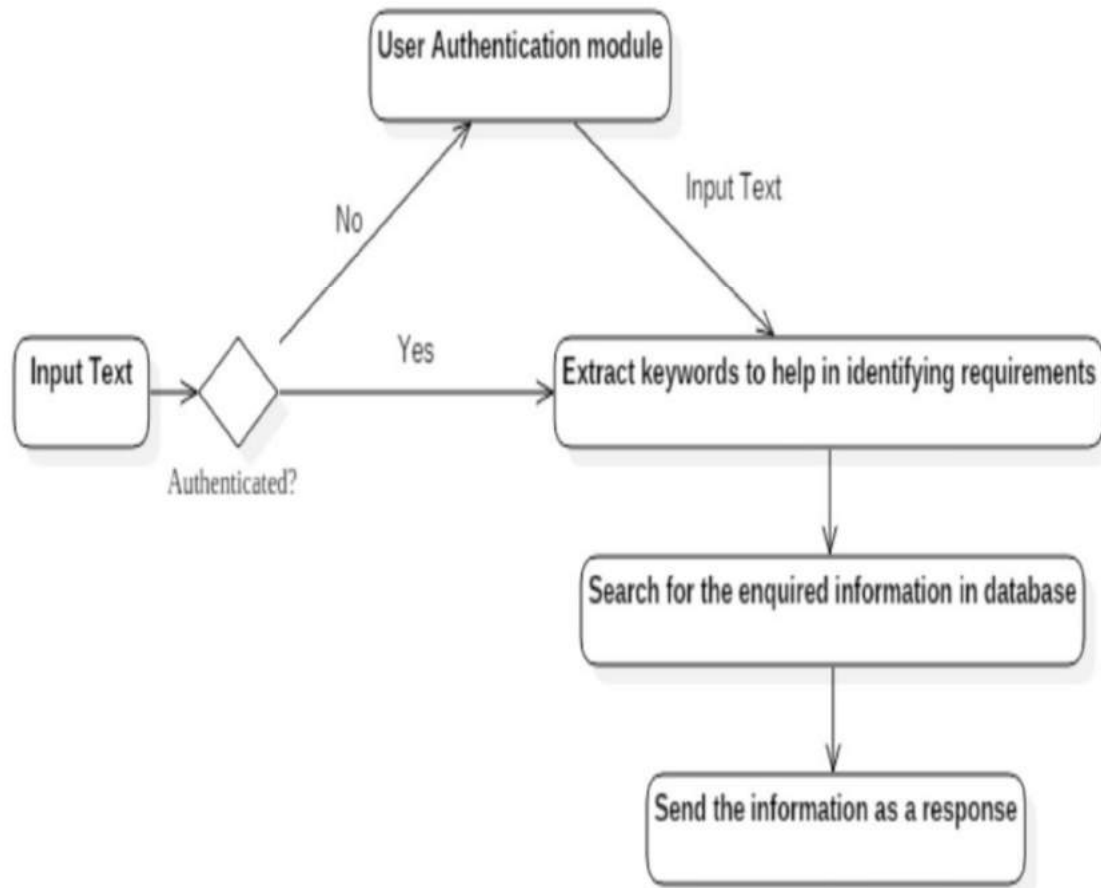 User Authentication module
Input Text
No
Yes
Input Text
Extract keywords to help in identifying requirements
Authenticated?
Search for the enquired information in database
Send the information as a response